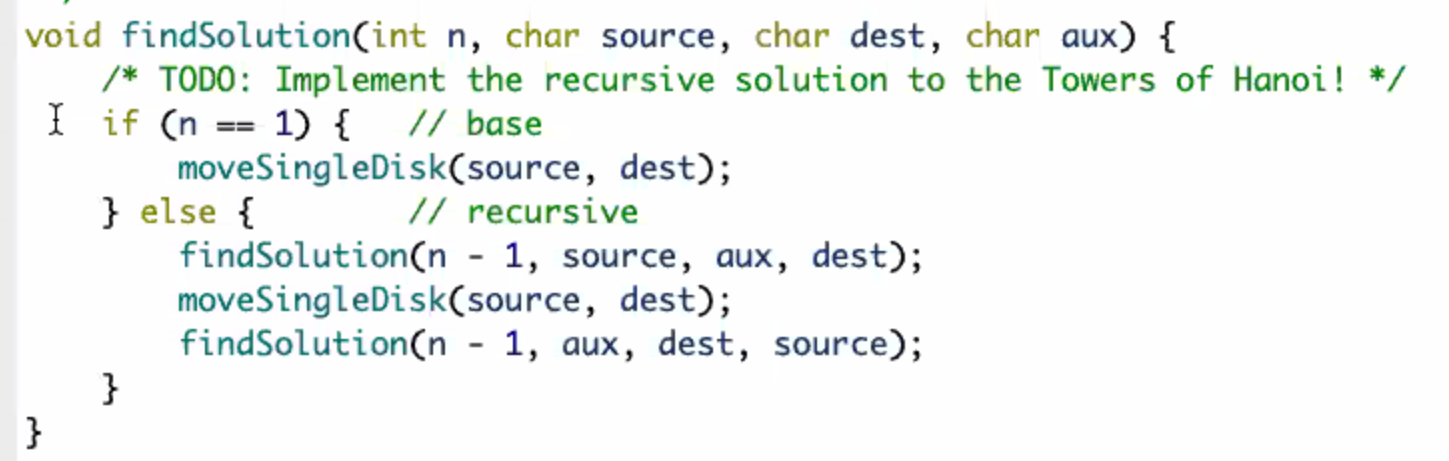 void findSolution(int n, char source, char dest, char aux) {
    /* TODO: Implement the recursive solution to the Towers of Hanoi! */
    if (n == 1) {   // base
        moveSingleDisk(source, dest);
    } else {        // recursive
        findSolution(n - 1, source, aux, dest);
        moveSingleDisk(source, dest);
        findSolution(n - 1, aux, dest, source);
    }
}